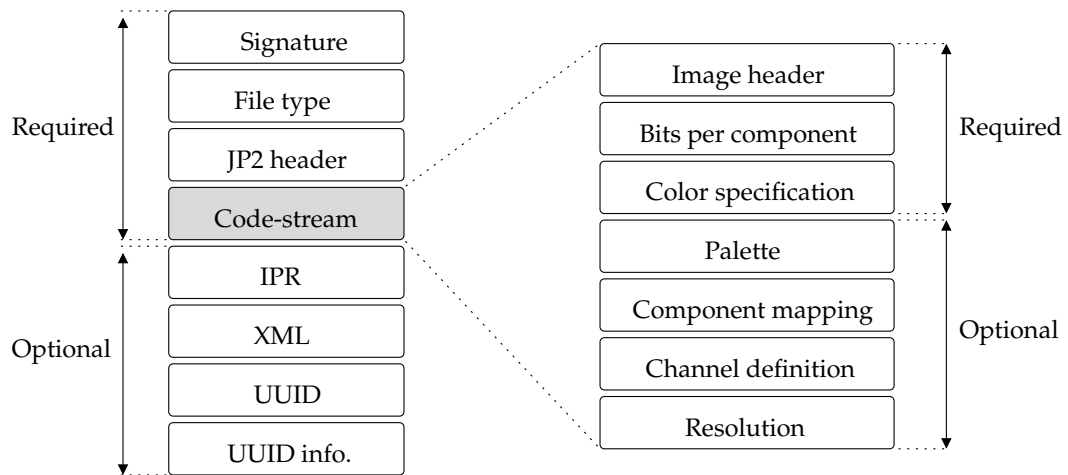 Required
Optional
Signature
File type
JP2 header
Code-stream
IPR
XML
UUID
UUID info.
Image header
Bits per component
Color specification
Palette
Component mapping
Channel definition
Resolution
Required
Optional